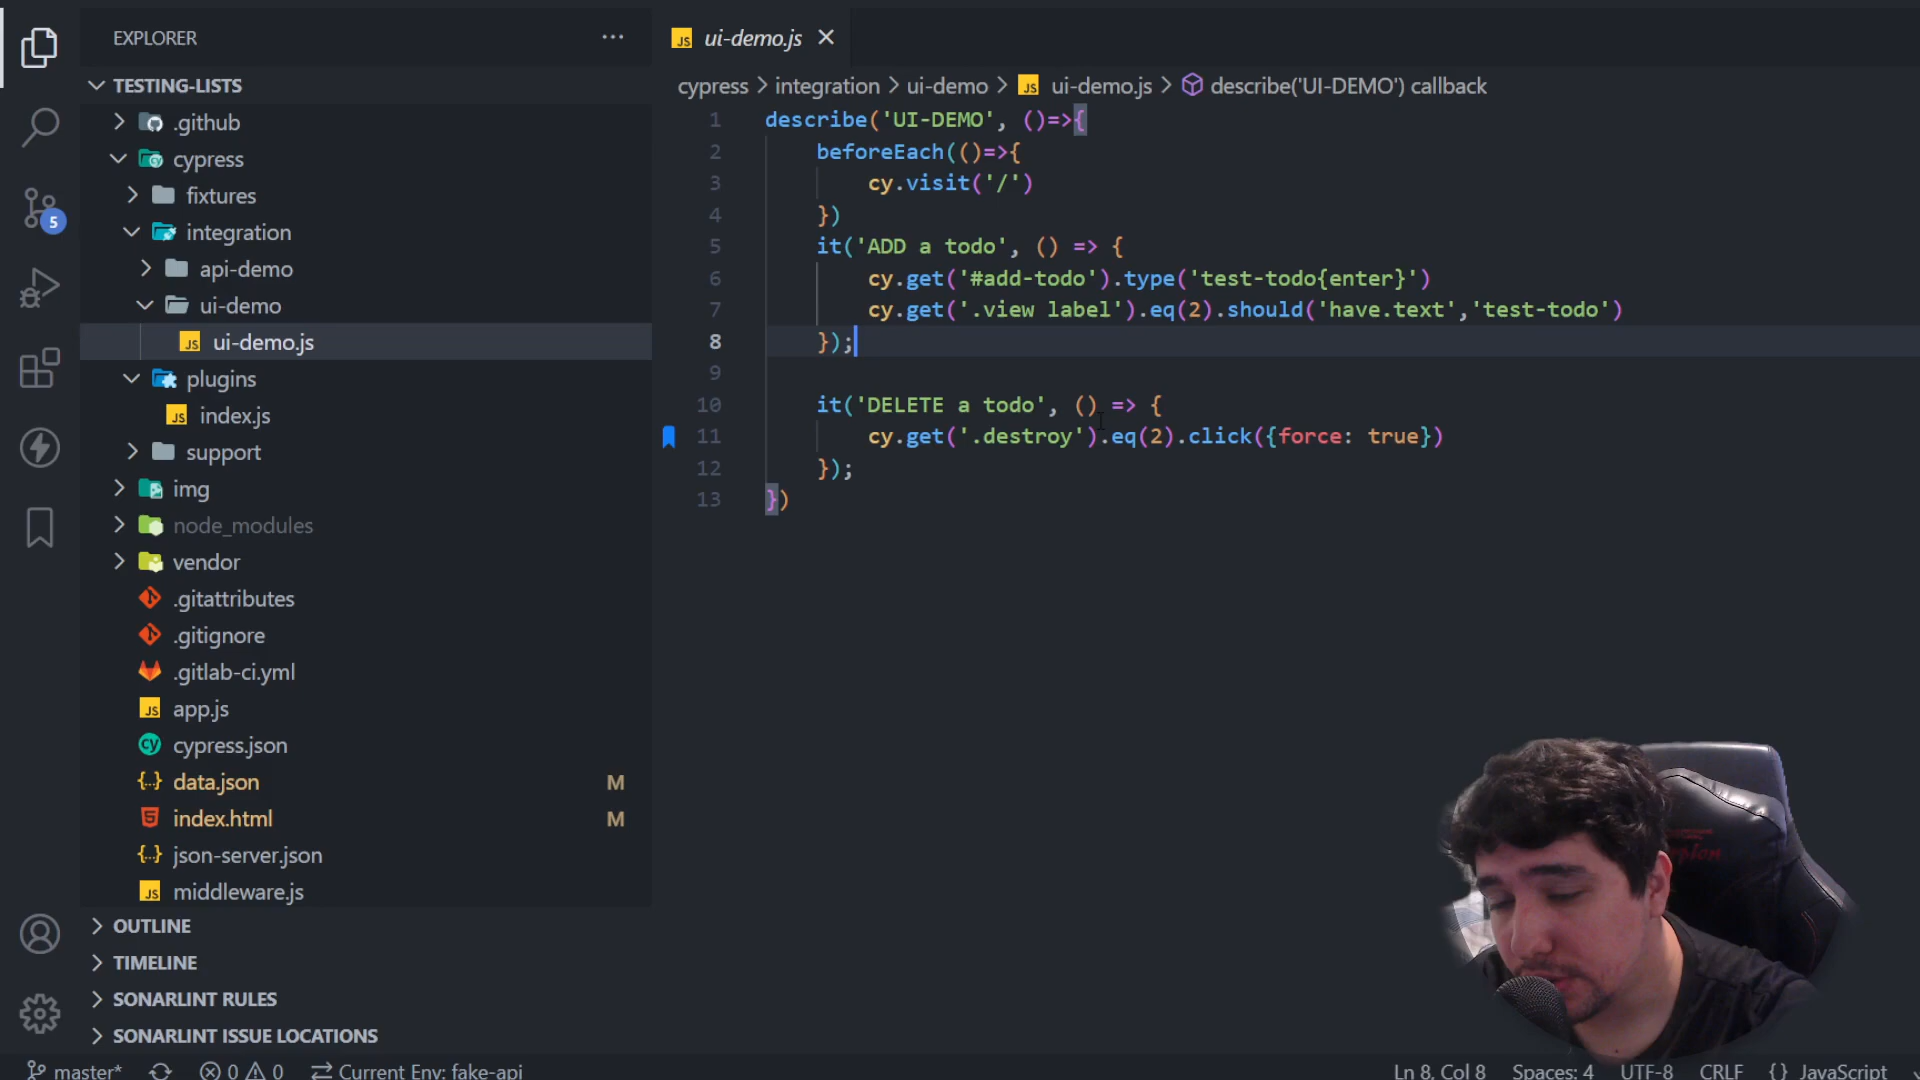 EXPLORER
TESTING-LISTS
.github
cypress
fixtures
integration
api-demo
ui-demo
ui-demo.js
plugins
index.js
support
img
node_modules
vendor
.gitattributes
.gitignore
.gitlab-ci.yml
app.js
cypress.json
data.json M
index.html M
json-server.json
middleware.js
OUTLINE
TIMELINE
SONARLINT RULES
SONARLINT ISSUE LOCATIONS
5
JS ui-demo.js
cypress > integration > ui-demo > JS ui-demo.js > describe('UI-DEMO') callback
1 describe('UI-DEMO', ()=>{
2 beforeEach(()=>{
3 cy.visit('/')
4 })
5 it('ADD a todo', () => {
6 cy.get('#add-todo').type('test-todo{enter}')
7 cy.get('.view label').eq(2).should('have.text','test-todo')
8 });
9
10 it('DELETE a todo', () => {
11 cy.get('.destroy').eq(2).click({force: true})
12 });
13 })
master* 0 0 Current Env: fake-api Ln 8, Col 8 Spaces: 4 UTF-8 CRLF {} JavaScript